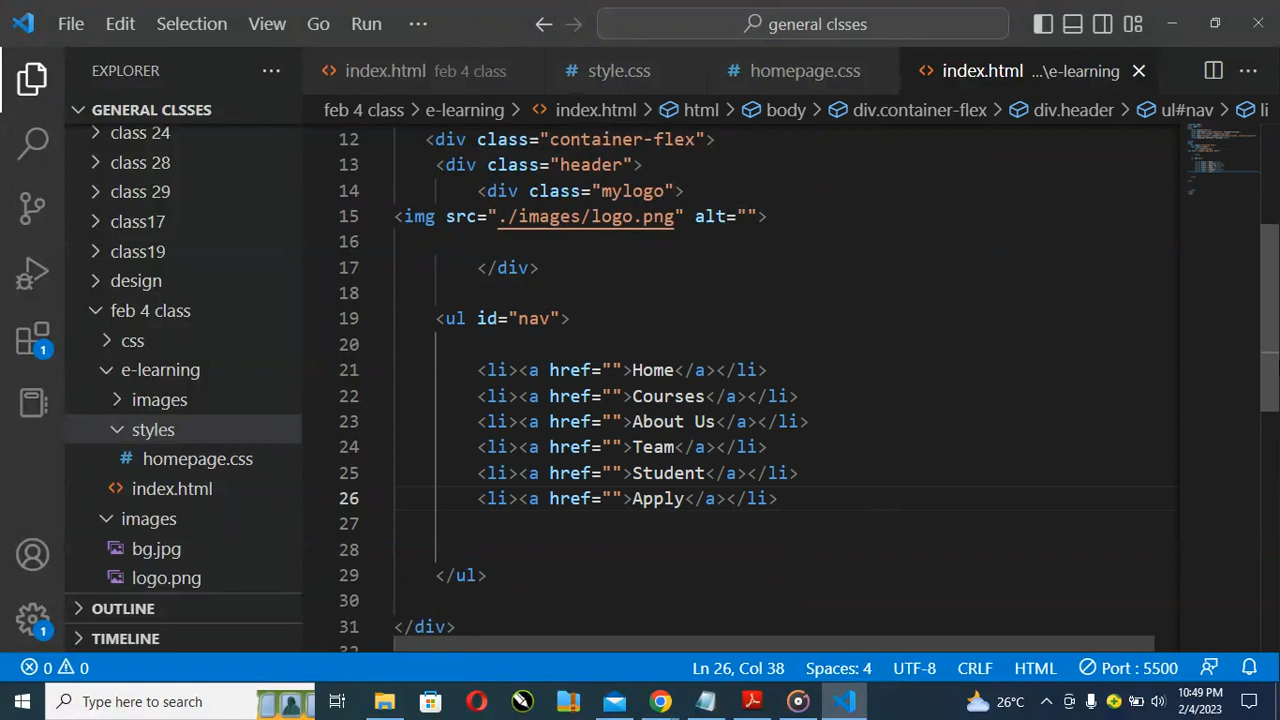 File Edit Selection View Go Run ··· general clsses
EXPLORER ···
index.html feb 4 class style.css homepage.css index.html ...\e-learning
GENERAL CLSSES
feb 4 class > e-learning > index.html > html > body > div.container-flex > div.header > ul#nav > li
class 24
class 28
class 29
class17
class19
design
feb 4 class
css
e-learning
images
styles
homepage.css
index.html
images
bg.jpg
logo.png
OUTLINE
TIMELINE
12 <div class="container-flex">
13 <div class="header">
14 <div class="mylogo">
15 <img src="./images/logo.png" alt="">
16
17 </div>
18
19 <ul id="nav">
20
21 <li><a href="">Home</a></li>
22 <li><a href="">Courses</a></li>
23 <li><a href="">About Us</a></li>
24 <li><a href="">Team</a></li>
25 <li><a href="">Student</a></li>
26 <li><a href="">Apply</a></li>
27
28
29 </ul>
30
31 </div>
1
1
0 0 Ln 26, Col 38 Spaces: 4 UTF-8 CRLF HTML Port : 5500
Type here to search 26°C 10:49 PM
2/4/2023